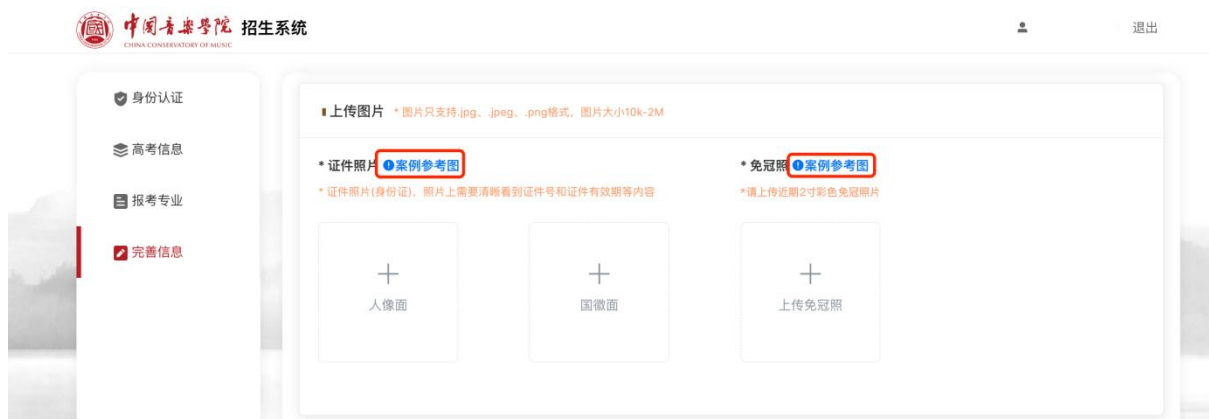 中国音乐学院 招生系统
CHINA CONSERVATORY OF MUSIC
退出
身份认证
高考信息
报考专业
完善信息
上传图片 * 图片只支持.jpg、.jpeg、.png格式，图片大小10k-2M
* 证件照片 案例参考图
* 证件照片(身份证)，照片上需要清晰看到证件号和证件有效期等内容
人像面
国徽面
* 免冠照 案例参考图
*请上传近期2寸彩色免冠照片
上传免冠照